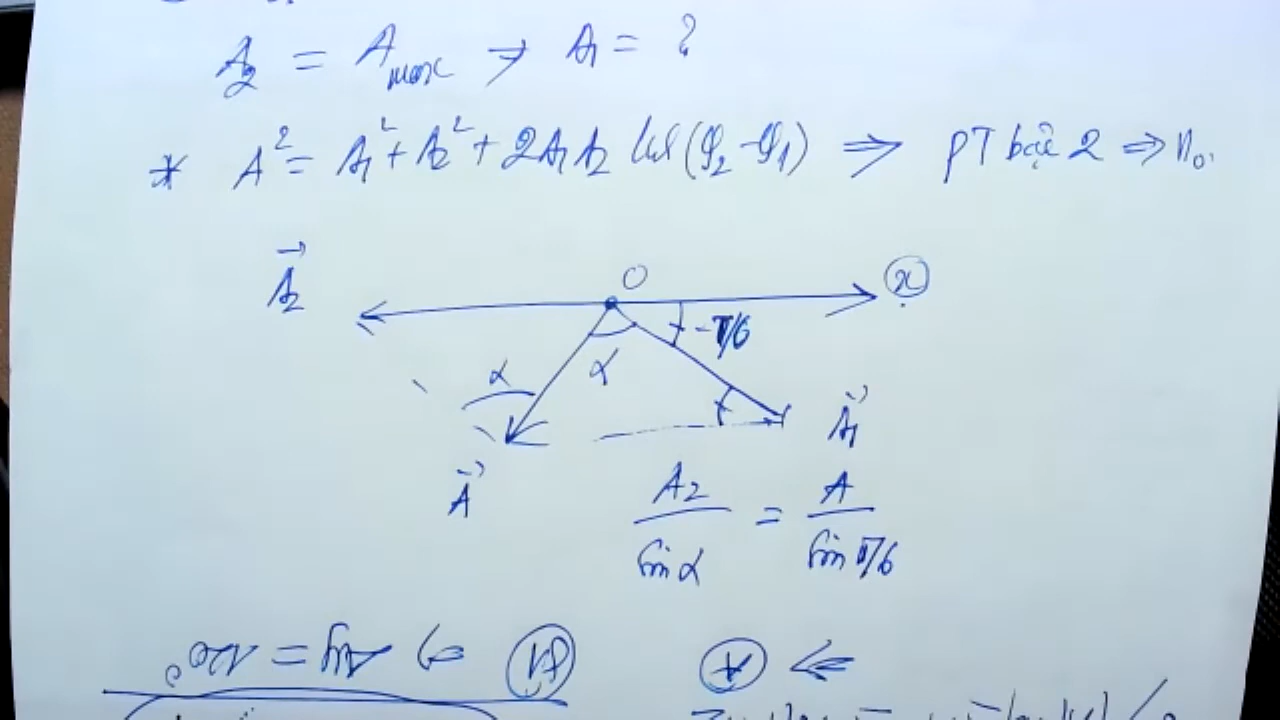 A₂ = A max → A₁ = ?
* A² = A₁² + A₂² + 2A₁A₂ cos(φ₂ - φ₁) ⇒ PT bậc 2 ⇒ n₀.
A₂⃗ O x
-π/6
α α
A₁⃗
A⃗
A₂/sin α = A/sin π/6